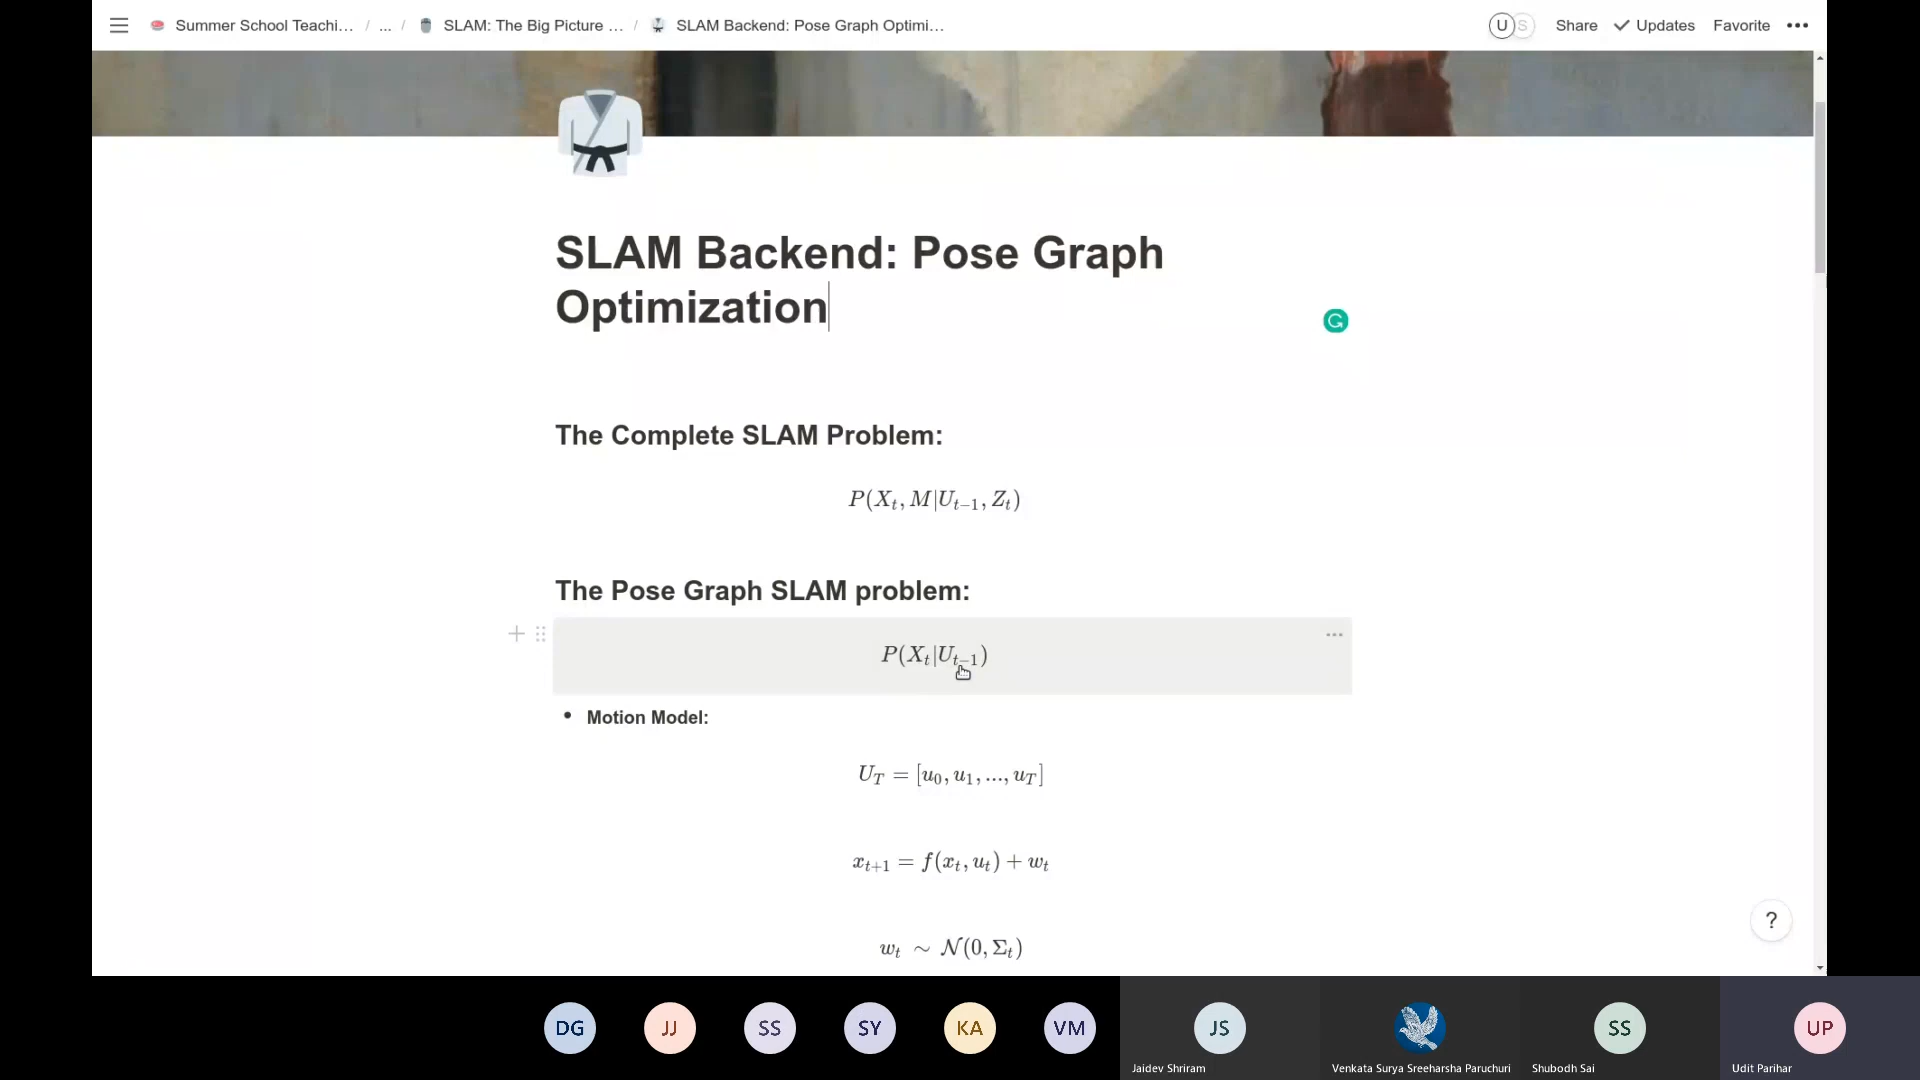 Summer School Teachi... / ... / SLAM: The Big Picture ... / SLAM Backend: Pose Graph Optimi... U S Share Updates Favorite •••
SLAM Backend: Pose Graph
Optimization
The Complete SLAM Problem:
P(X_t, M|U_{t−1}, Z_t)
The Pose Graph SLAM problem:
P(X_t|U_{t−1})
• Motion Model:
U_T = [u_0, u_1, ..., u_T]
x_{t+1} = f(x_t, u_t) + w_t
w_t ∼ 𝒩(0, Σ_t)
?
DG JJ SS SY KA VM JS SS UP
Jaidev Shriram Venkata Surya Sreeharsha Paruchuri Shubodh Sai Udit Parihar